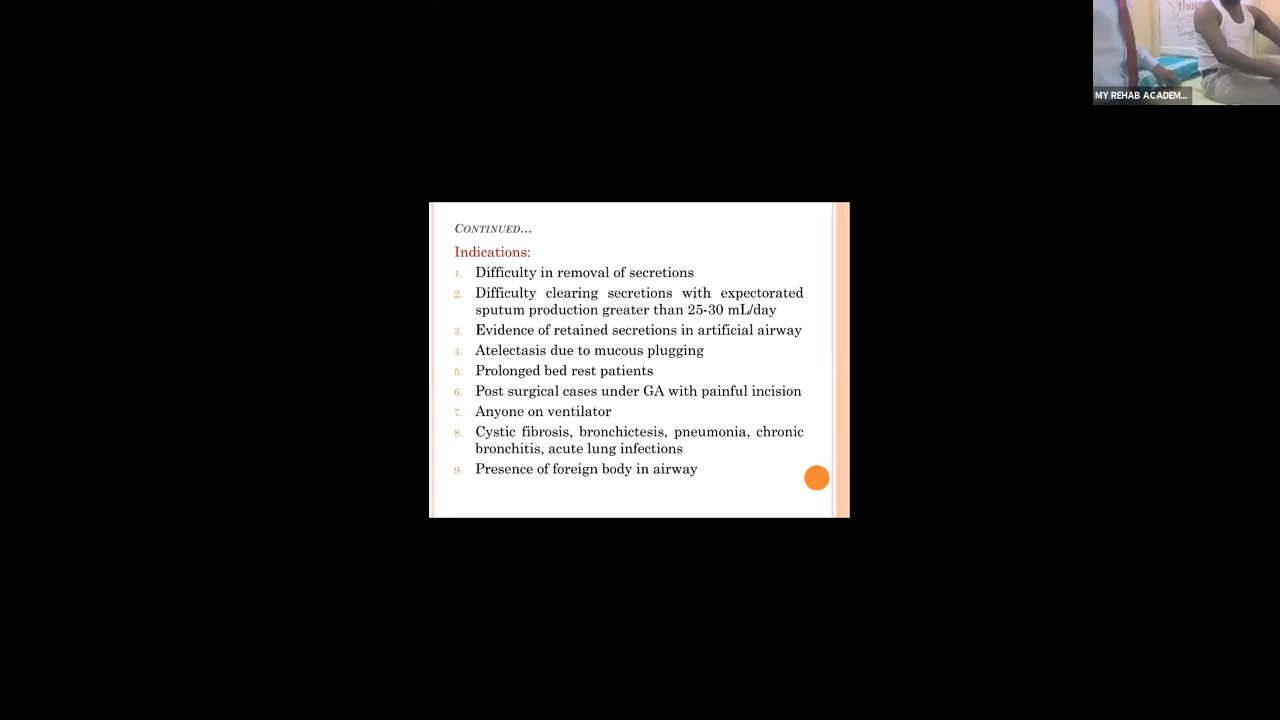 MY REHAB ACADEM...
CONTINUED...
Indications:
1. Difficulty in removal of secretions
2. Difficulty clearing secretions with expectorated
sputum production greater than 25-30 mL/day
3. Evidence of retained secretions in artificial airway
4. Atelectasis due to mucous plugging
5. Prolonged bed rest patients
6. Post surgical cases under GA with painful incision
7. Anyone on ventilator
8. Cystic fibrosis, bronchictesis, pneumonia, chronic
bronchitis, acute lung infections
9. Presence of foreign body in airway